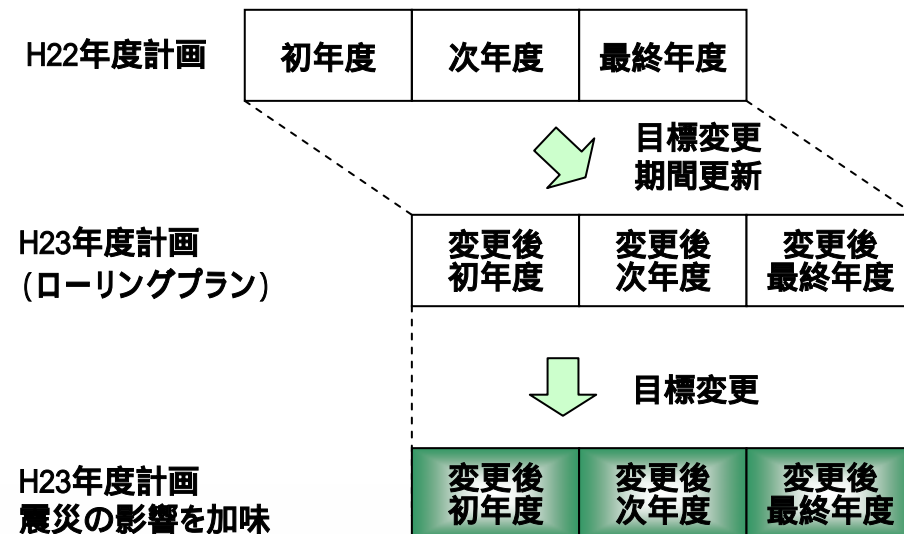 H22年度計画
初年度
次年度
最終年度
目標変更
期間更新
H23年度計画
(ローリングプラン)
変更後
初年度
変更後
次年度
変更後
最終年度
目標変更
H23年度計画
震災の影響を加味
変更後
初年度
変更後
次年度
変更後
最終年度